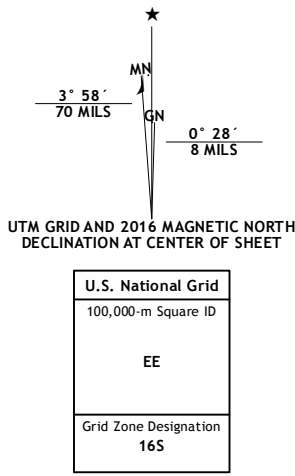 MN
3° 58´
70 MILS
GN
0° 28´
8 MILS
UTM GRID AND 2016 MAGNETIC NORTH
DECLINATION AT CENTER OF SHEET
U.S. National Grid
100,000-m Square ID
EE
Grid Zone Designation
16S